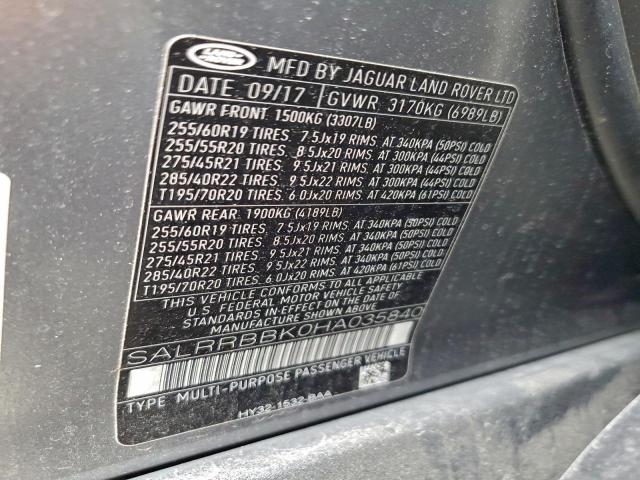 LAND ROVER
MFD BY JAGUAR LAND ROVER LTD
DATE 09/17 GVWR 3170KG (6989LB)
GAWR FRONT 1500KG (3307LB)
255/60R19 TIRES, 7.5Jx19 RIMS, AT 340KPA (50PSI) COLD
255/55R20 TIRES, 8.5Jx20 RIMS, AT 300KPA (44PSI) COLD
275/45R21 TIRES, 9.5Jx21 RIMS, AT 300KPA (44PSI) COLD
285/40R22 TIRES, 9.5Jx22 RIMS, AT 300KPA (44PSI) COLD
T195/70R20 TIRES, 6.0Jx20 RIMS, AT 420KPA (61PSI) COLD
GAWR REAR 1900KG (4189LB)
255/60R19 TIRES, 7.5Jx19 RIMS, AT 340KPA (50PSI) COLD
255/55R20 TIRES, 8.5Jx20 RIMS, AT 340KPA (50PSI) COLD
275/45R21 TIRES, 9.5Jx21 RIMS, AT 340KPA (50PSI) COLD
285/40R22 TIRES, 9.5Jx22 RIMS, AT 340KPA (50PSI) COLD
T195/70R20 TIRES, 6.0Jx20 RIMS, AT 420KPA (61PSI) COLD
THIS VEHICLE CONFORMS TO ALL APPLICABLE
U.S. FEDERAL MOTOR VEHICLE SAFETY
STANDARDS IN EFFECT ON THE DATE OF
MANUFACTURE SHOWN ABOVE
SALRRBBK0HA035840
TYPE MULTI-PURPOSE PASSENGER VEHICLE
HY32-1532-BAA